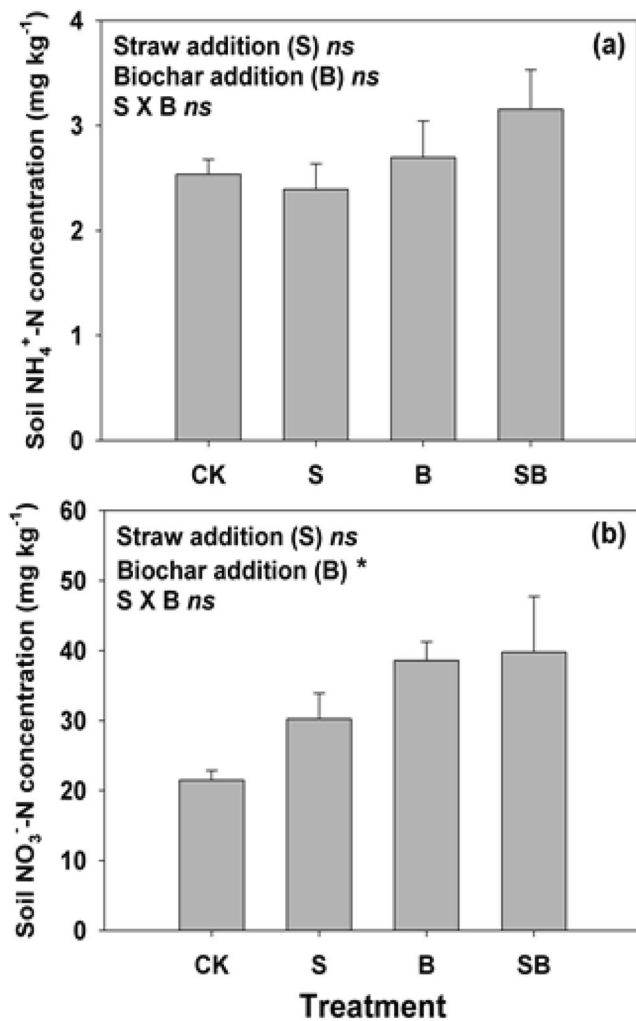 Soil NH₄⁺-N concentration (mg kg⁻¹)
4
3
2
1
0
Straw addition (S) ns
Biochar addition (B) ns
S X B ns
(a)
CK S B SB
Soil NO₃⁻-N concentration (mg kg⁻¹)
60
50
40
30
20
10
0
Straw addition (S) ns
Biochar addition (B) *
S X B ns
(b)
CK S B SB
Treatment